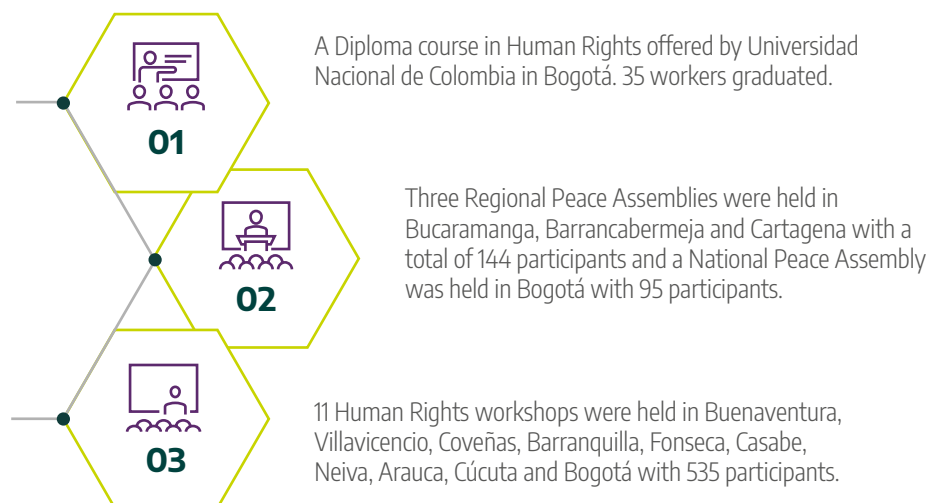 01
A Diploma course in Human Rights offered by Universidad
Nacional de Colombia in Bogotá. 35 workers graduated.
02
Three Regional Peace Assemblies were held in
Bucaramanga, Barrancabermeja and Cartagena with a
total of 144 participants and a National Peace Assembly
was held in Bogotá with 95 participants.
03
11 Human Rights workshops were held in Buenaventura,
Villavicencio, Coveñas, Barranquilla, Fonseca, Casabe,
Neiva, Arauca, Cúcuta and Bogotá with 535 participants.